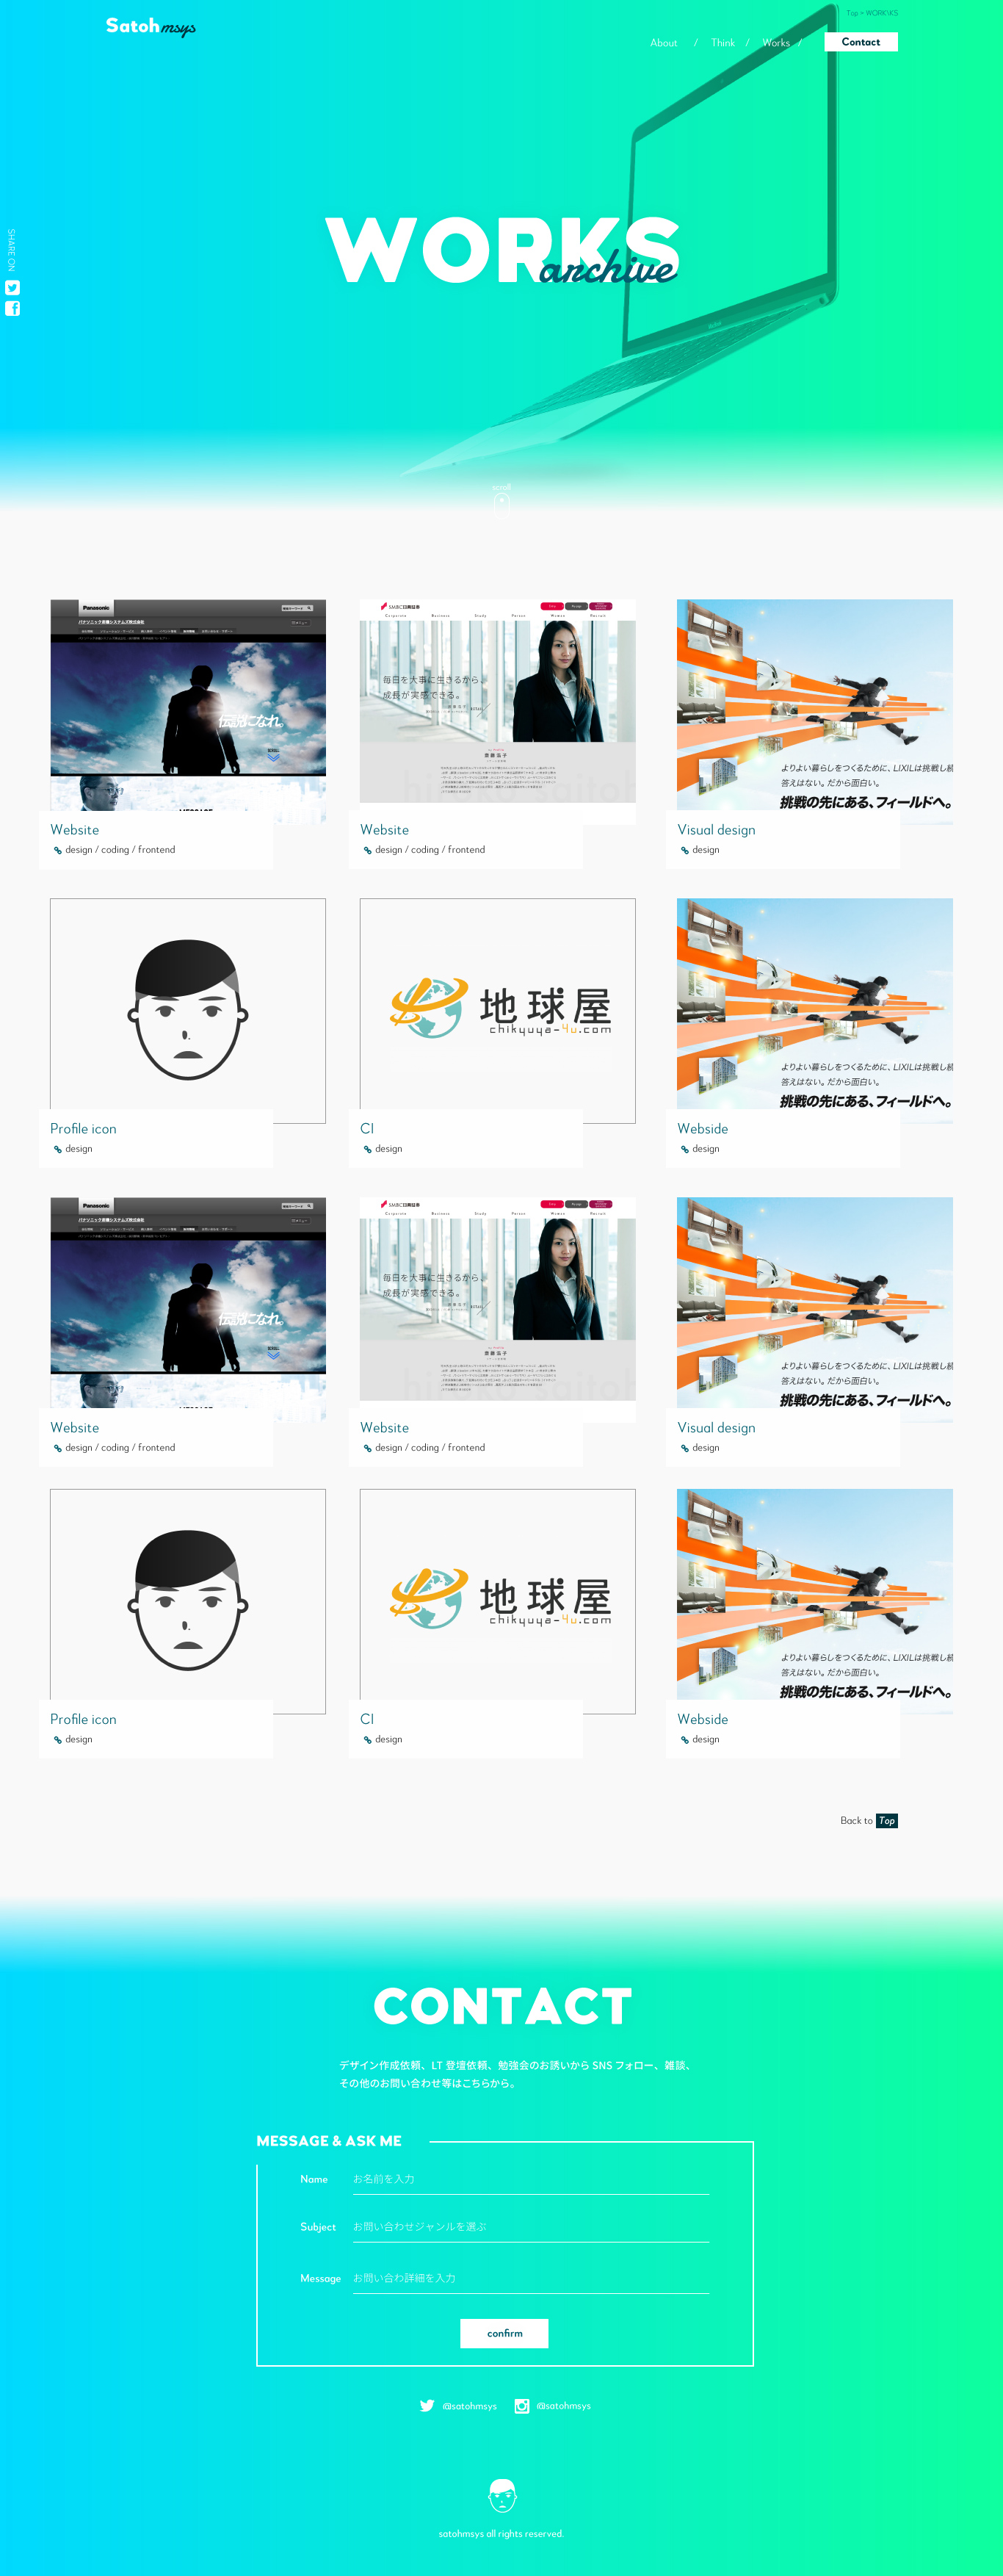 Satohmsys
Top > WORK\KS
About / Think / Works /
Contact
SHARE ON
WORKS
archive
scroll
Panasonic
パナソニック産機システムズ株式会社
伝説になれ。
SCROLL
MESSAGE
Website
design / coding / frontend
SMBC日興証券
Corporate Business Study Person Woman Recruit
毎日を大事に生きるから、
成長が実感できる。
Website
design / coding / frontend
よりよい暮らしをつくるために、LIXILは挑戦し続
答えはない。だから面白い。
挑戦の先にある、フィールドへ。
Visual design
design
Profile icon
design
地球屋
chikyuya-4u.com
CI
design
よりよい暮らしをつくるために、LIXILは挑戦し続
答えはない。だから面白い。
挑戦の先にある、フィールドへ。
Webside
design
Panasonic
パナソニック産機システムズ株式会社
伝説になれ。
SCROLL
MESSAGE
Website
design / coding / frontend
SMBC日興証券
Corporate Business Study Person Woman Recruit
毎日を大事に生きるから、
成長が実感できる。
Website
design / coding / frontend
よりよい暮らしをつくるために、LIXILは挑戦し続
答えはない。だから面白い。
挑戦の先にある、フィールドへ。
Visual design
design
Profile icon
design
地球屋
chikyuya-4u.com
CI
design
よりよい暮らしをつくるために、LIXILは挑戦し続
答えはない。だから面白い。
挑戦の先にある、フィールドへ。
Webside
design
Back to Top
CONTACT
デザイン作成依頼、LT 登壇依頼、勉強会のお誘いから SNS フォロー、雑談、
その他のお問い合わせ等はこちらから。
MESSAGE & ASK ME
Name お名前を入力
Subject お問い合わせジャンルを選ぶ
Message お問い合わ詳細を入力
confirm
@satohmsys @satohmsys
satohmsys all rights reserved.